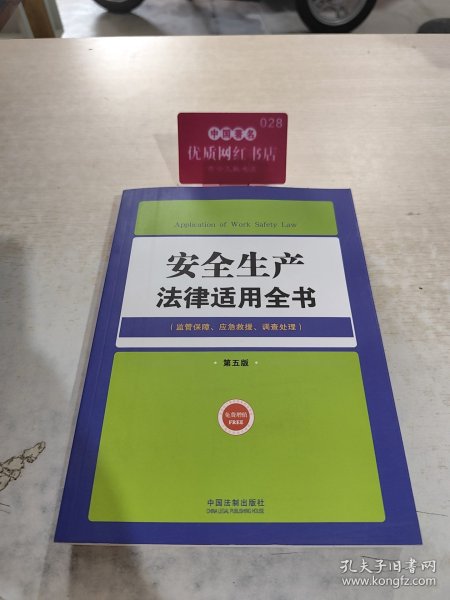 028
中国著名
优质网红书店
Application of Work Safety Law
安全生产
法律适用全书
(监管保障、应急救援、调查处理)
·第五版·
免费增值
FREE
中国法制出版社
CHINA LEGAL PUBLISHING HOUSE
孔夫子旧书网
www.kongfz.com